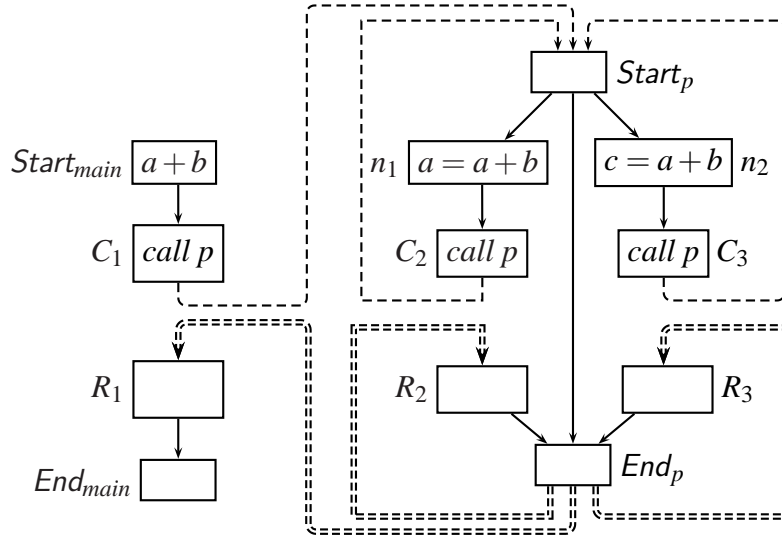 Start_p
Start_main a + b
n_1 a = a + b
c = a + b n_2
C_1 call p
C_2 call p
call p C_3
R_1
R_2
R_3
End_main
End_p